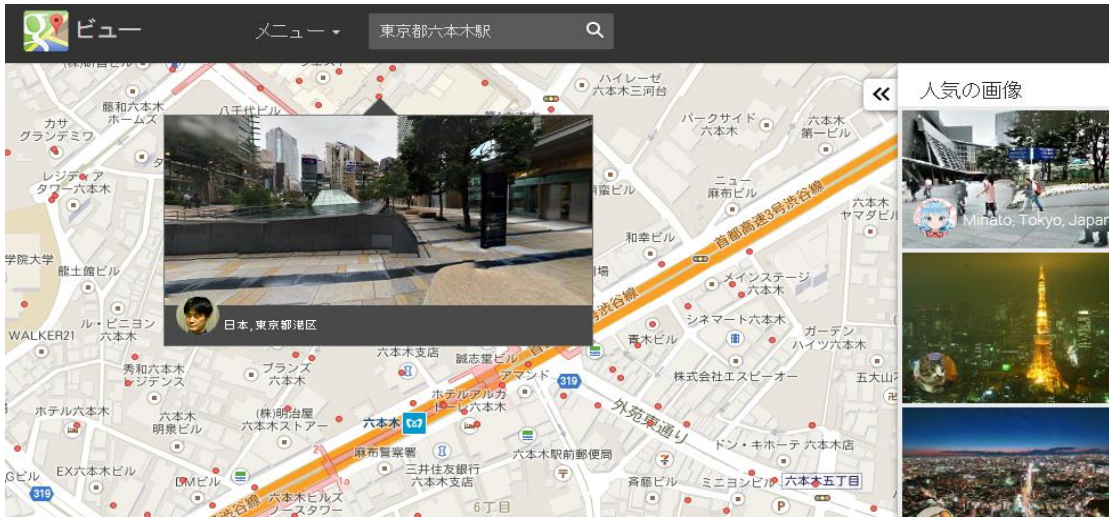 ビュー
メニュー
東京都六本木駅
人気の画像
ハイレーゼ
六本木三河台
藤和六本木
ホームズ
八千代ビル
カサ
グランデミワ
パークサイド
六本木
六本木
第一ビル
レジディア
タワー六本木
ニュー
麻布ビル
首都高速3号渋谷線
六本木
ヤマダビル
Minato, Tokyo, Japan
和幸ビル
学院大学
龍土館ビル
メインステージ
六本木
日本, 東京都港区
WALKER21
ル・ピニヨン
六本木
シネマート六本木
ガーデン
ハイツ六本木
青木ビル
六本木支店
誠志堂ビル
秀和六本木
レジデンス
ブランズ
六本木
アマンド
319
株式会社エスピーオー
五大山
ホテルアルカ
トーレ六本木
ホテル六本木
六本木
明泉ビル
(株)明治屋
六本木ストアー
六本木
外苑東通り
ドン・キホーテ 六本木店
麻布警察署
六本木駅前郵便局
三井住友銀行
六本木支店
EX六本木ビル
DMビル
斎藤ビル
ミニヨンビル
六本木五丁目
319
六本木ヒルズ
ノースタワー
1a
6丁目
P